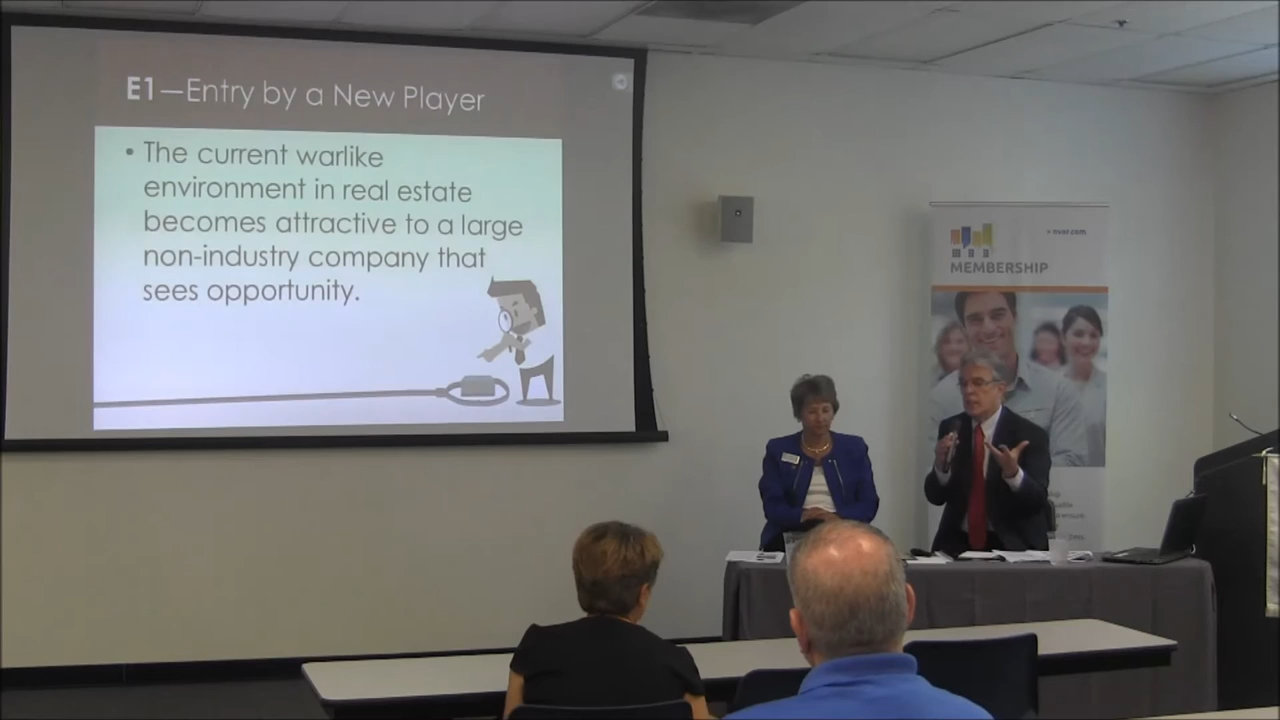 E1—Entry by a New Player
• The current warlike
environment in real estate
becomes attractive to a large
non-industry company that
sees opportunity.
MEMBERSHIP